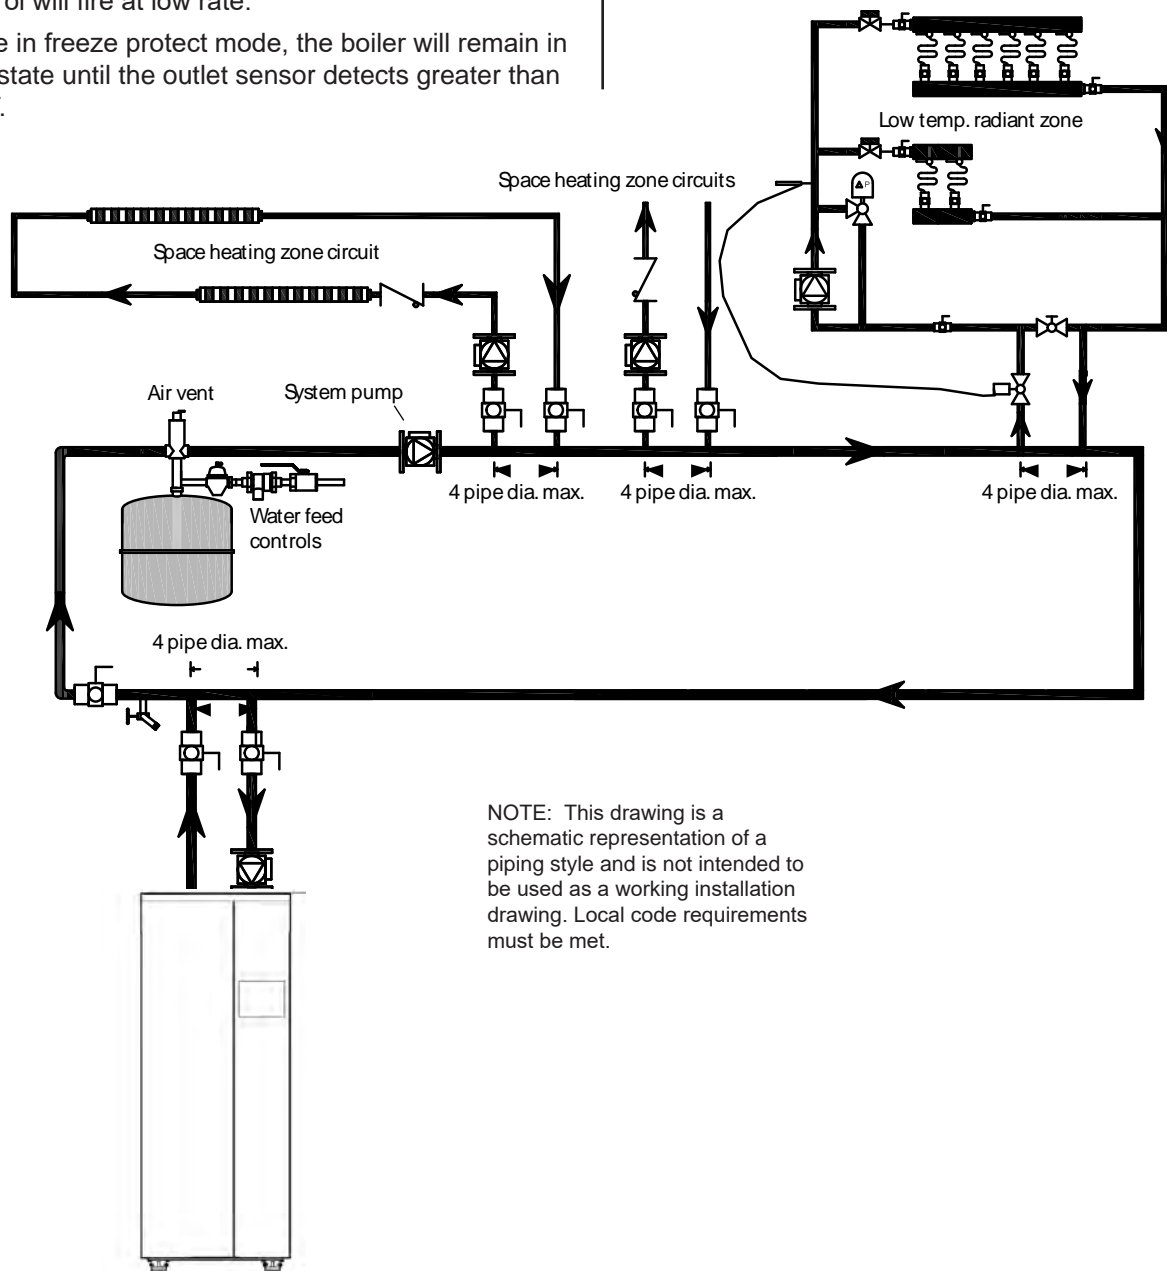 ol will fire at low rate.
e in freeze protect mode, the boiler will remain in
state until the outlet sensor detects greater than
Low temp. radiant zone
Space heating zone circuits
ΔP
Space heating zone circuit
Air vent
System pump
4 pipe dia. max.
4 pipe dia. max.
4 pipe dia. max.
Water feed
controls
4 pipe dia. max.
NOTE: This drawing is a
schematic representation of a
piping style and is not intended to
be used as a working installation
drawing. Local code requirements
must be met.